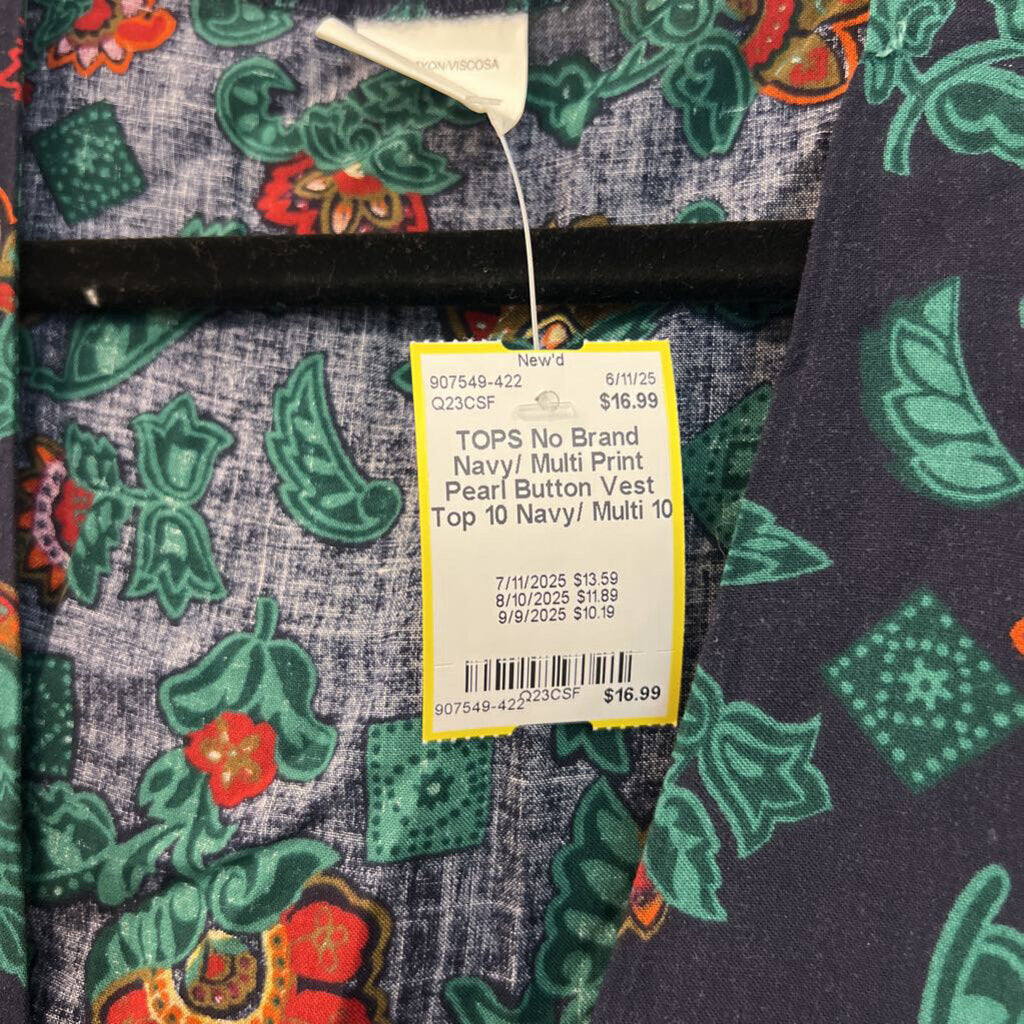 VISCOSA
New'd
907549-422 6/11/25
Q23CSF $16.99
TOPS No Brand
Navy/ Multi Print
Pearl Button Vest
Top 10 Navy/ Multi 10
7/11/2025 $13.59
8/10/2025 $11.89
9/9/2025 $10.19
907549-422 Q23CSF $16.99